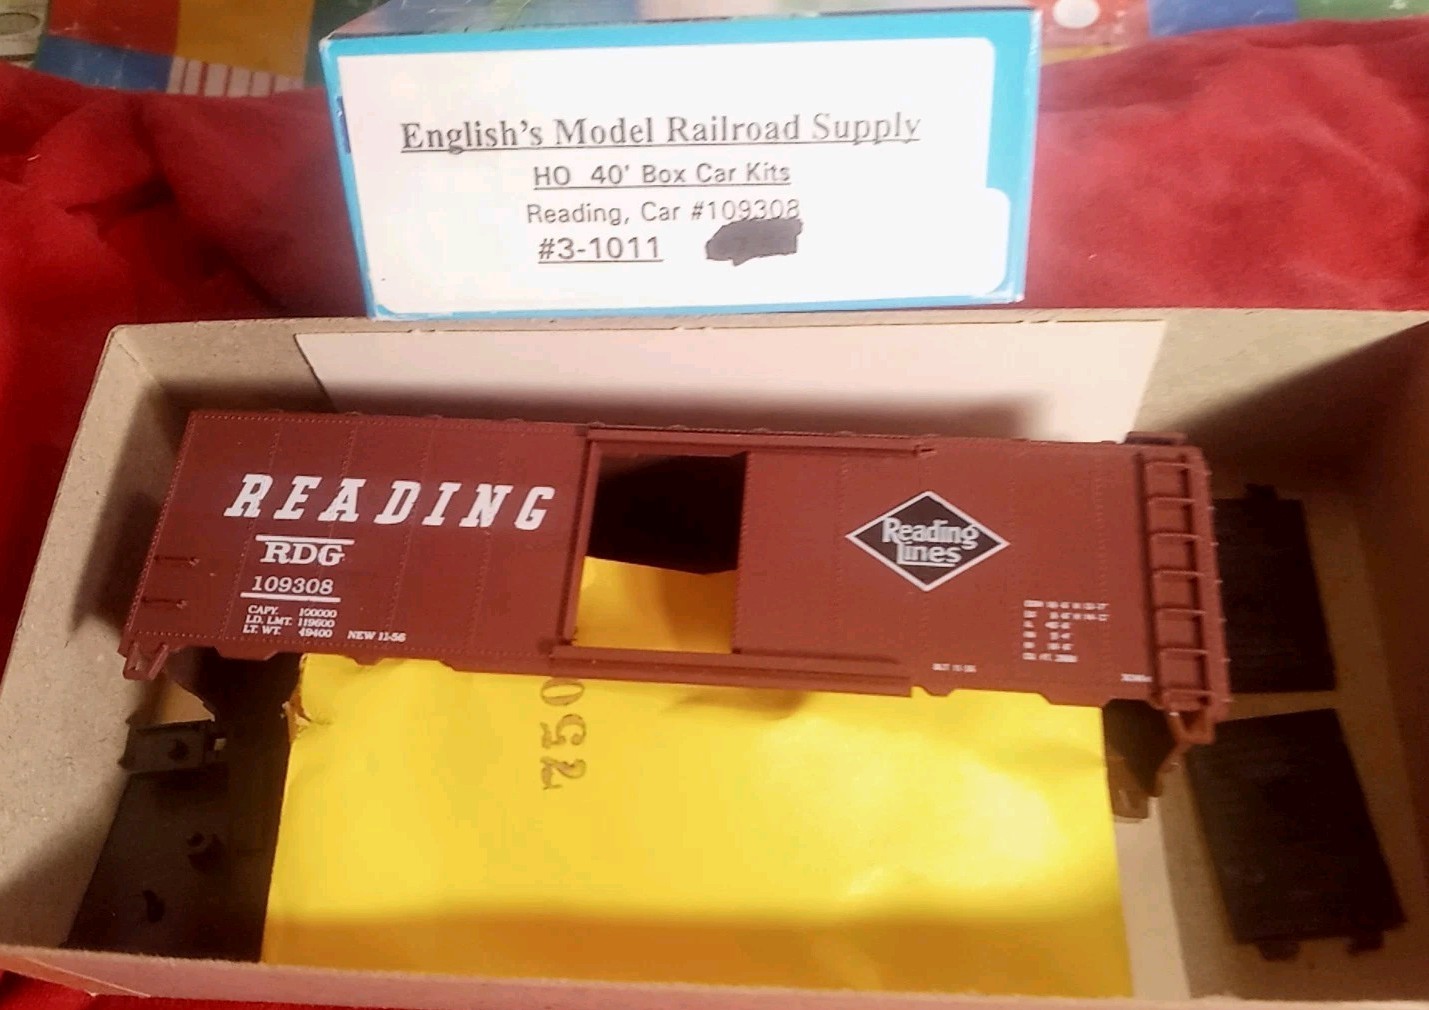 English's Model Railroad Supply
HO 40' Box Car Kits
Reading, Car #109308
#3-1011
READING
RDG
109308
CAPY. 100000
LD. LMT. 119600
LT. WT. 49400 NEW 11-56
Reading
Lines